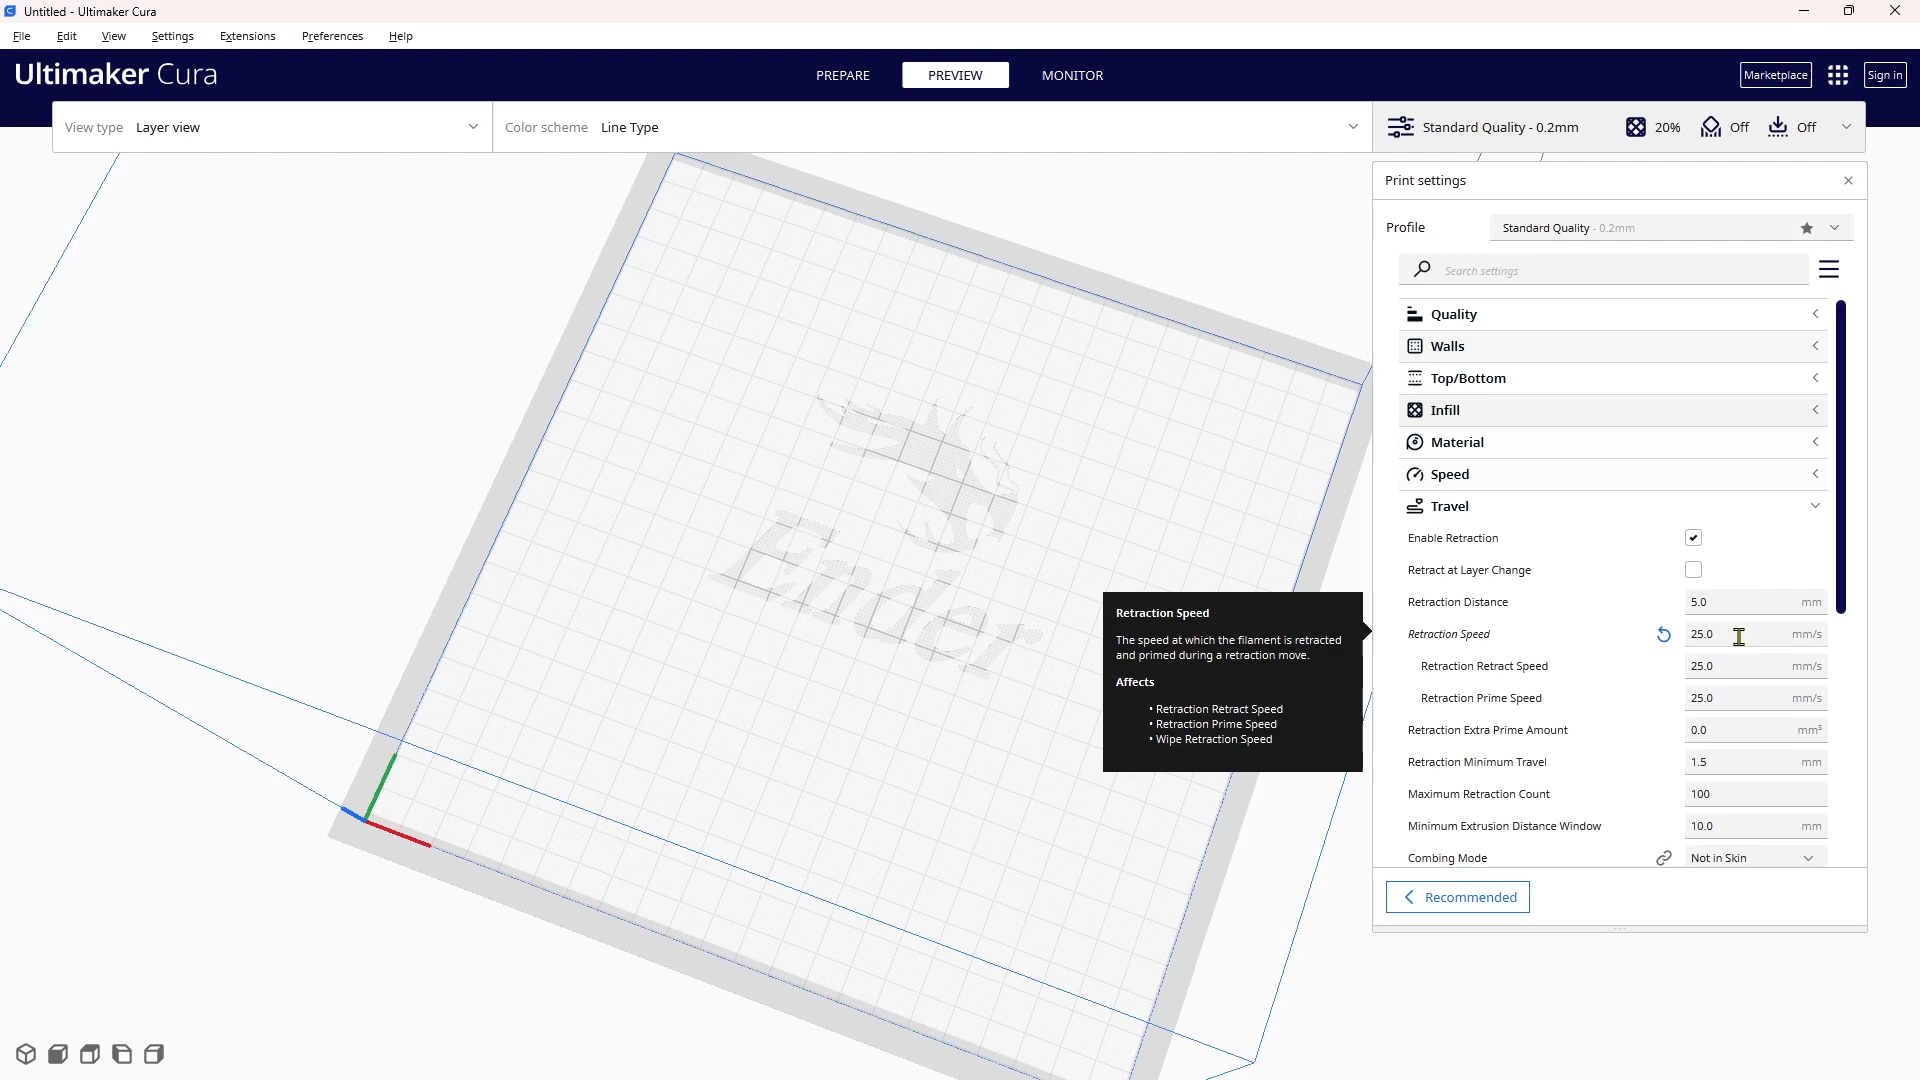 Untitled - Ultimaker Cura
File Edit View Settings Extensions Preferences Help
Ultimaker Cura
PREPARE PREVIEW MONITOR
Marketplace Sign in
View type Layer view
Color scheme Line Type
Standard Quality - 0.2mm 20% Off Off
Print settings
Profile Standard Quality - 0.2mm
Search settings
Quality
Walls
Top/Bottom
Infill
Material
Speed
Travel
Enable Retraction
Retract at Layer Change
Retraction Distance 5.0 mm
Retraction Speed 25.0 mm/s
Retraction Retract Speed 25.0 mm/s
Retraction Prime Speed 25.0 mm/s
Retraction Extra Prime Amount 0.0 mm³
Retraction Minimum Travel 1.5 mm
Maximum Retraction Count 100
Minimum Extrusion Distance Window 10.0 mm
Combing Mode Not in Skin
Recommended
Retraction Speed
The speed at which the filament is retracted
and primed during a retraction move.
Affects
• Retraction Retract Speed
• Retraction Prime Speed
• Wipe Retraction Speed
Ender